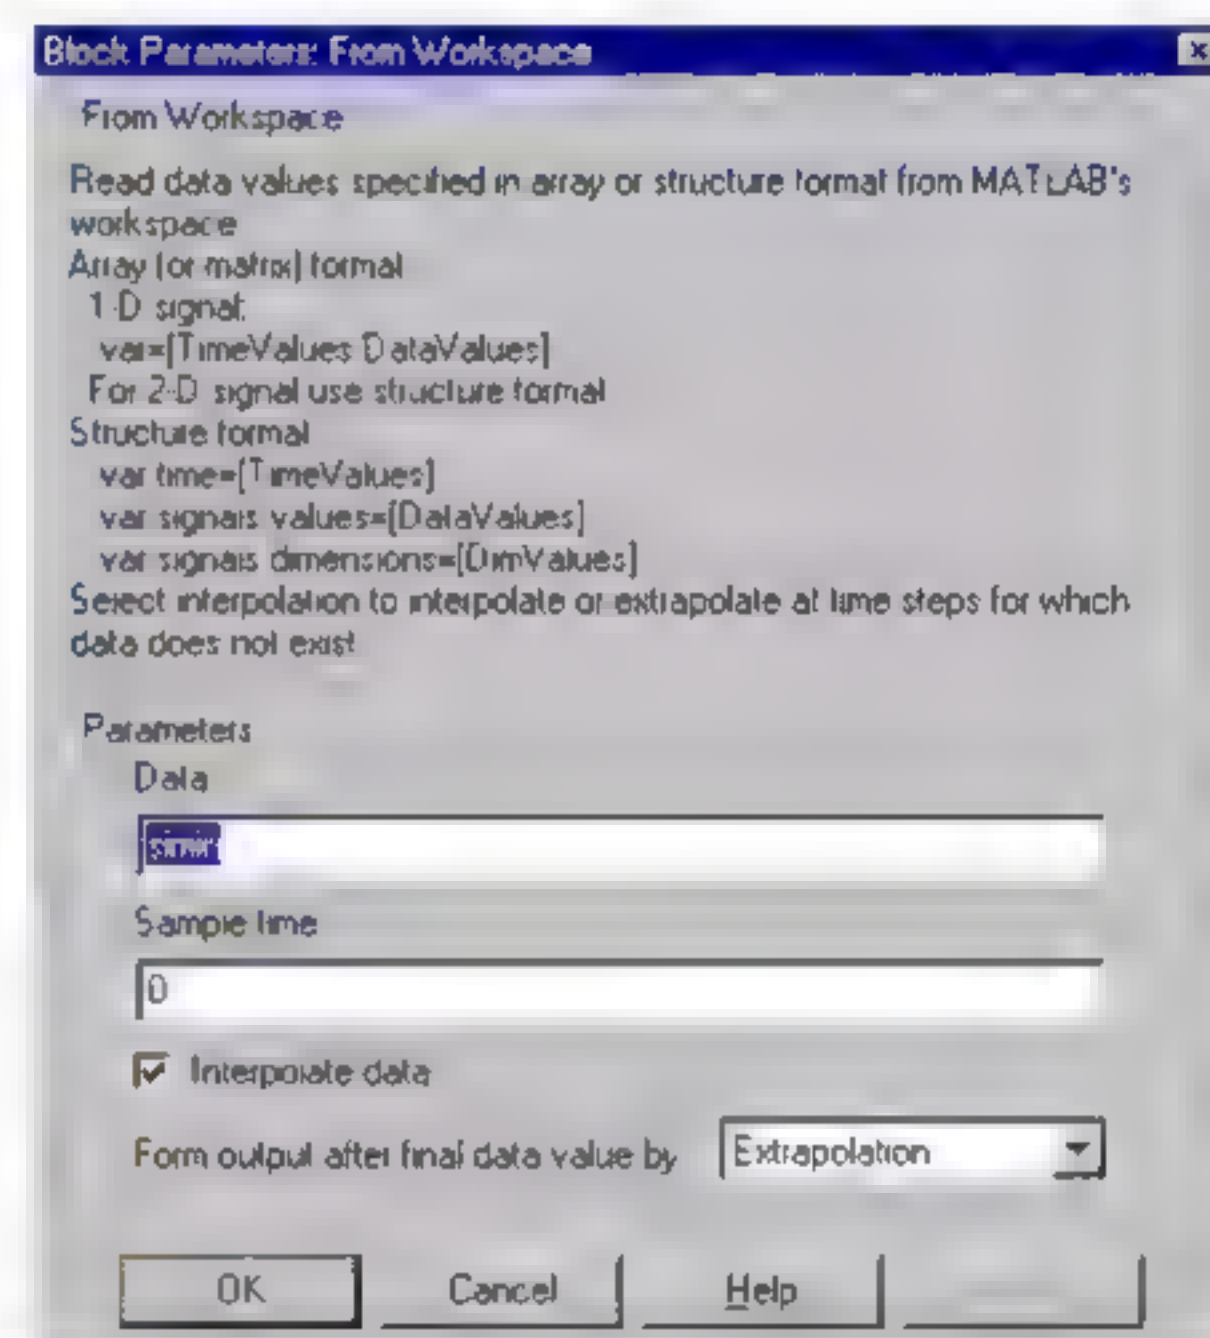 Block Parameters: From Workspace
From Workspace
Read data values specified in array or structure format from MATLAB's
workspace
Array (or matrix) format
1-D signal:
var=[TimeValues DataValues]
For 2-D signal use structure format
Structure format
var time=[TimeValues]
var signals values=[DataValues]
var signals dimensions=[DimValues]
Select interpolation to interpolate or extrapolate at time steps for which
data does not exist
Parameters
Data
simin
Sample time
0
Interpolate data
Form output after final data value by Extrapolation
OK Cancel Help